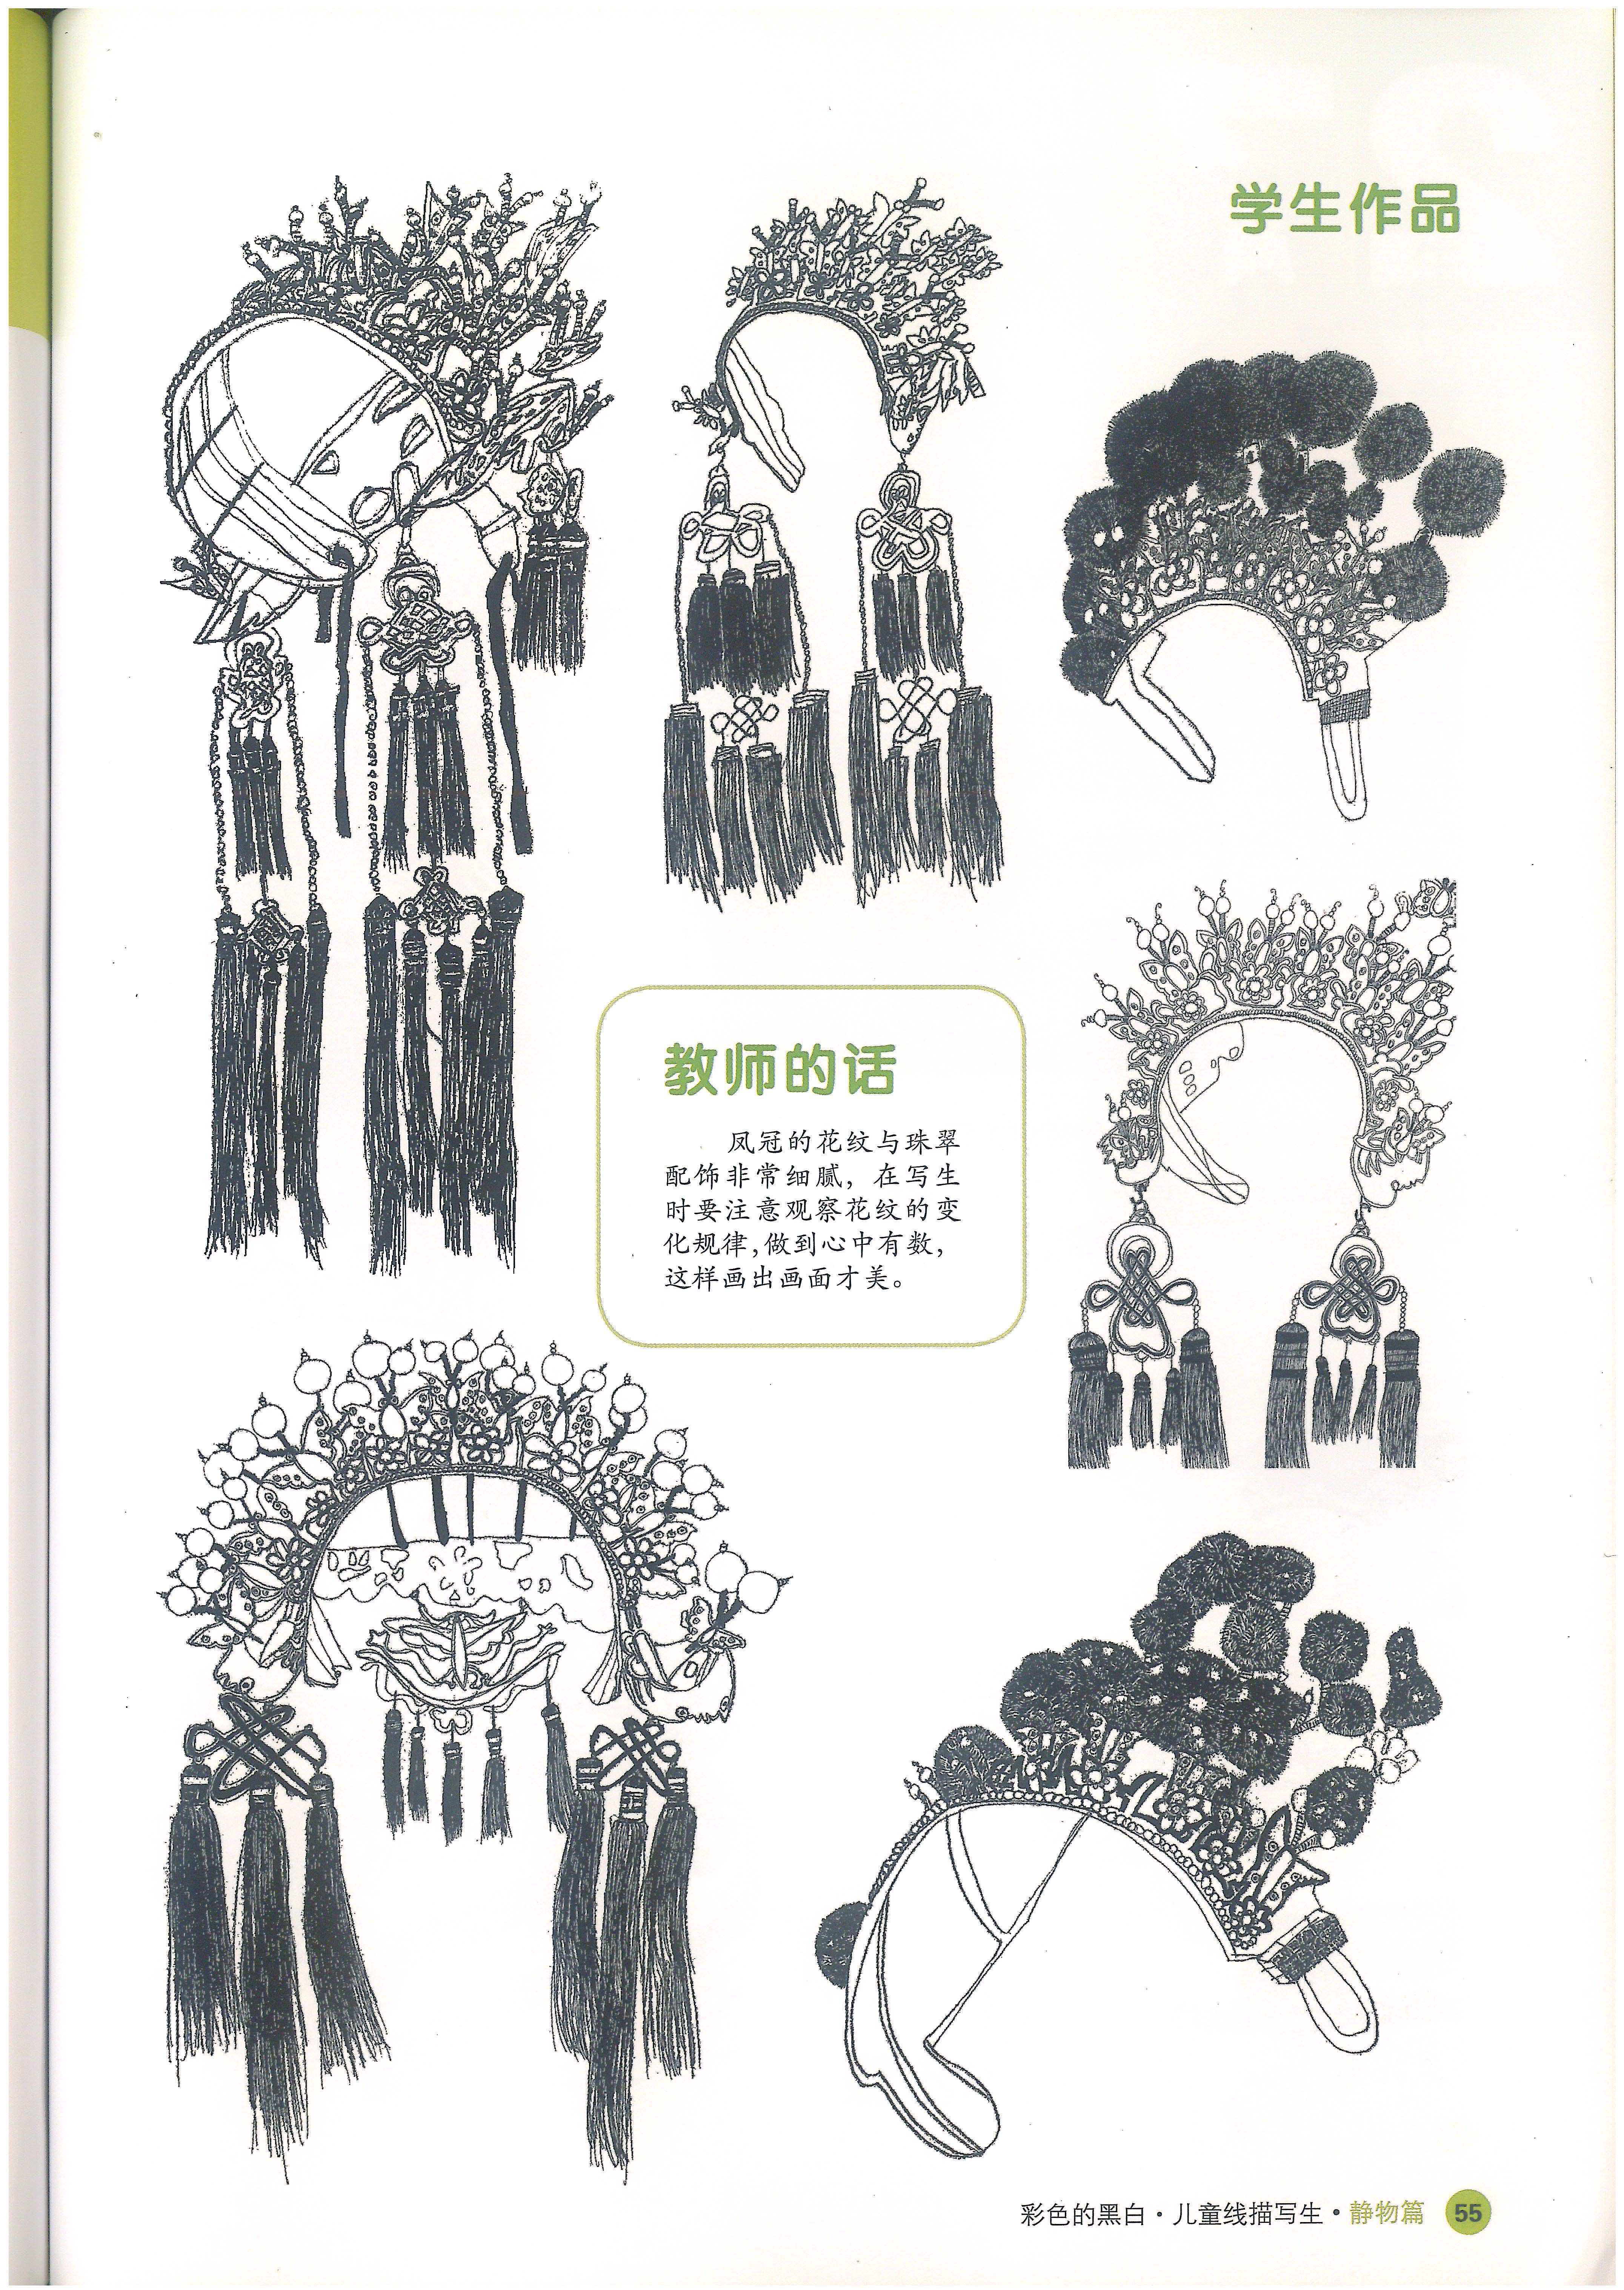 学生作品
教师的话
凤冠的花纹与珠翠
配饰非常细腻，在写生
时要注意观察花纹的变
化规律，做到心中有数，
这样画出画面才美。
彩色的黑白·儿童线描写生·静物篇 55